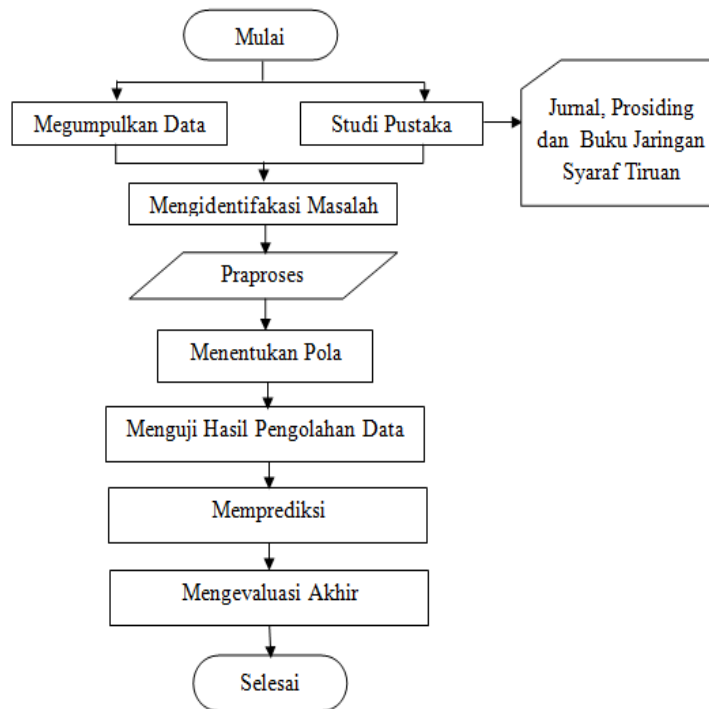 Mulai
Megumpulkan Data
Studi Pustaka
Jurnal, Prosiding
dan Buku Jaringan
Syaraf Tiruan
Mengidentifakasi Masalah
Praproses
Menentukan Pola
Menguji Hasil Pengolahan Data
Memprediksi
Mengevaluasi Akhir
Selesai